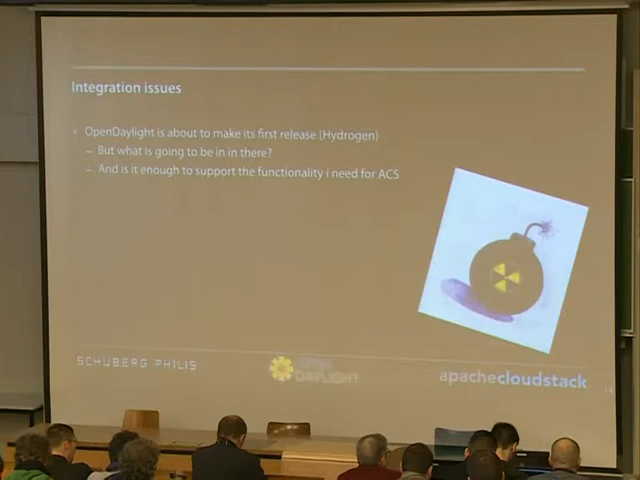 Integration issues
OpenDaylight is about to make its first release (Hydrogen)
– But what is going to be in in there?
– And is it enough to support the functionality i need for ACS
SCHUBERG PHILIS
OPEN
DAYLIGHT
apachecloudstack